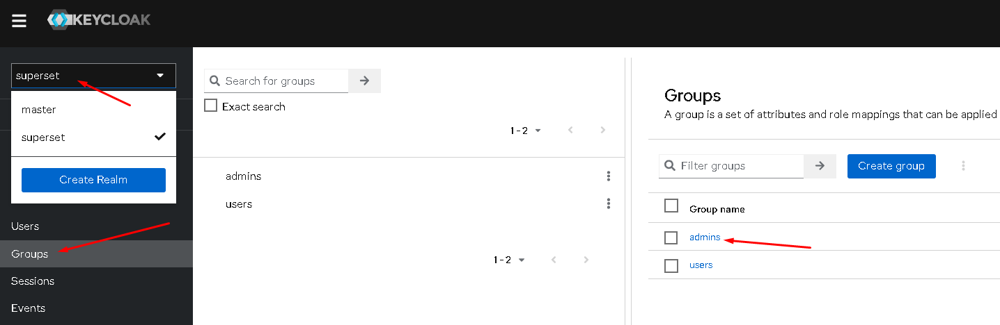 KEYCLOAK
superset
master
superset
Create Realm
Users
Groups
Sessions
Events
Search for groups
Exact search
1 - 2
admins
users
1 - 2
Groups
A group is a set of attributes and role mappings that can be applied
Filter groups
Create group
Group name
admins
users